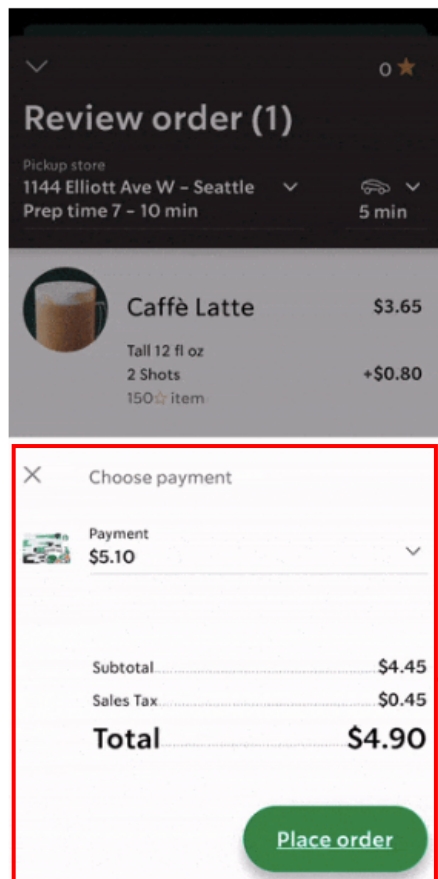 0
Review order (1)
Pickup store
1144 Elliott Ave W – Seattle
Prep time 7 – 10 min
5 min
Caffè Latte $3.65
Tall 12 fl oz
2 Shots +$0.80
150☆ item
Choose payment
Payment
$5.10
Subtotal $4.45
Sales Tax $0.45
Total $4.90
Place order